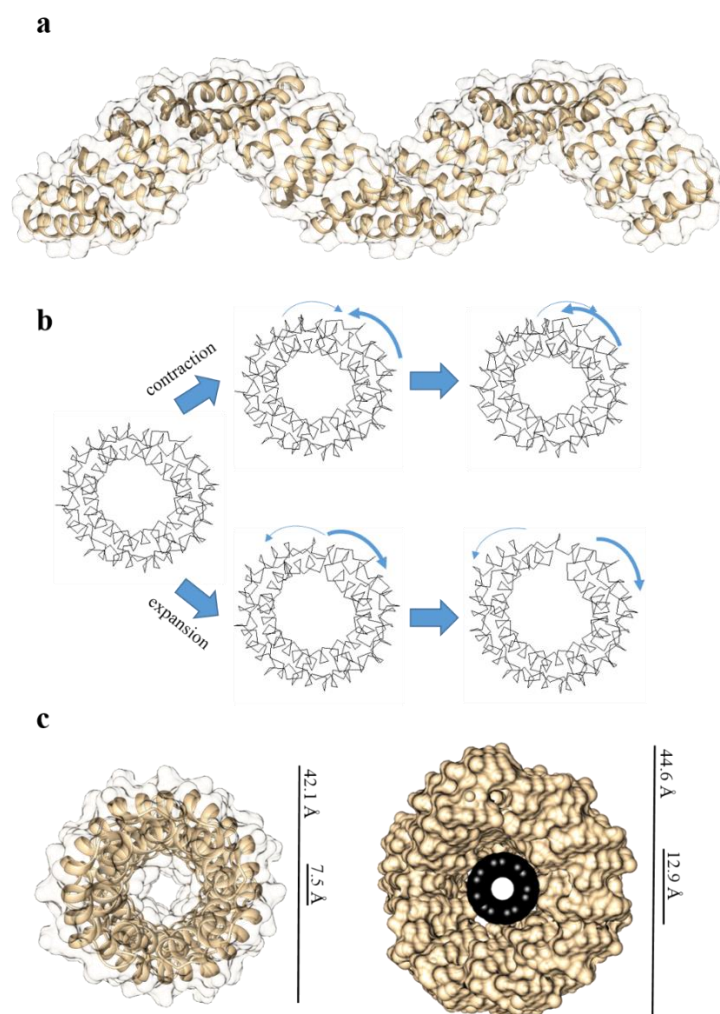 a
b
contraction
expansion
c
42.1 Å
7.5 Å
44.6 Å
12.9 Å